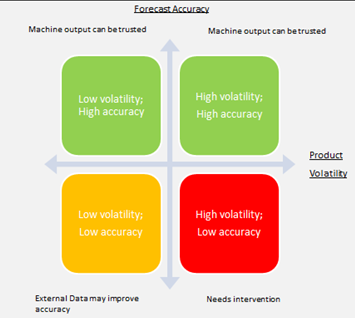 Forecast Accuracy
Machine output can be trusted
Machine output can be trusted
Low volatility;
High accuracy
High volatility;
High accuracy
Product
Volatility
Low volatility;
Low accuracy
High volatility;
Low accuracy
External Data may improve
accuracy
Needs intervention